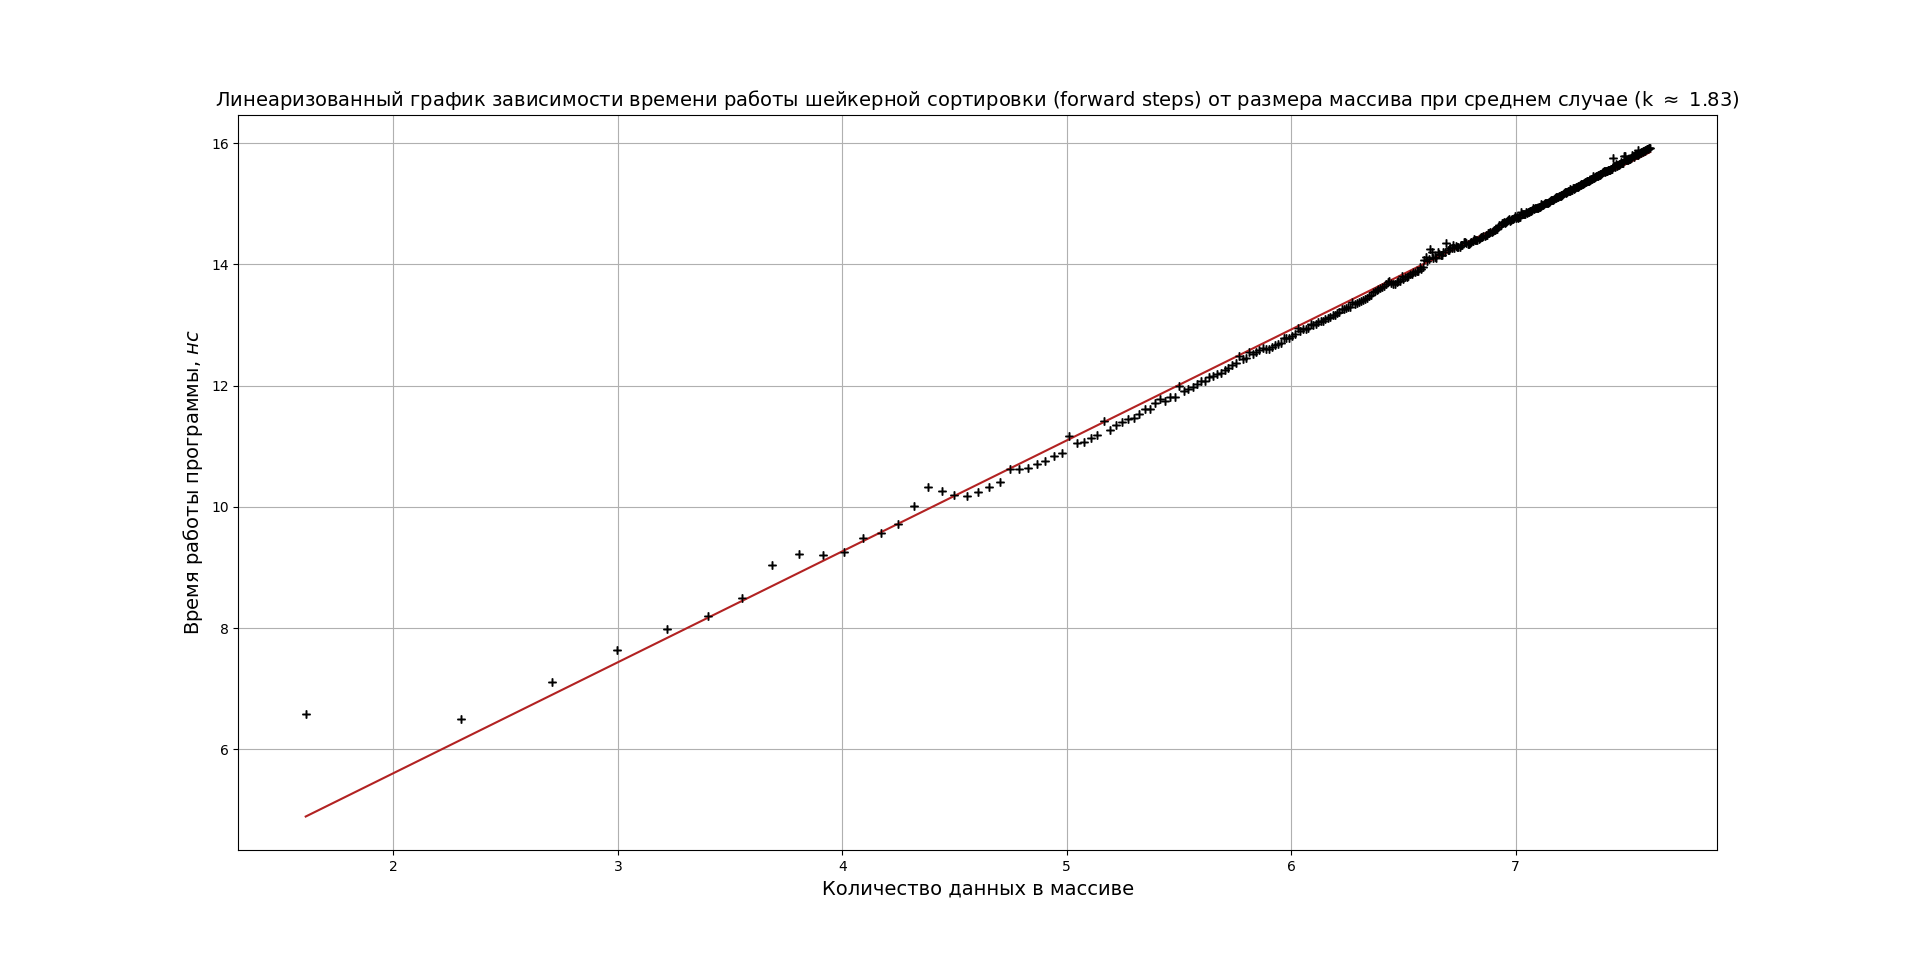 Линеаризованный график зависимости времени работы шейкерной сортировки (forward steps) от размера массива при среднем случае (k ≈ 1.83)
16
14
12
10
8
6
Время работы программы, нс
2 3 4 5 6 7
Количество данных в массиве